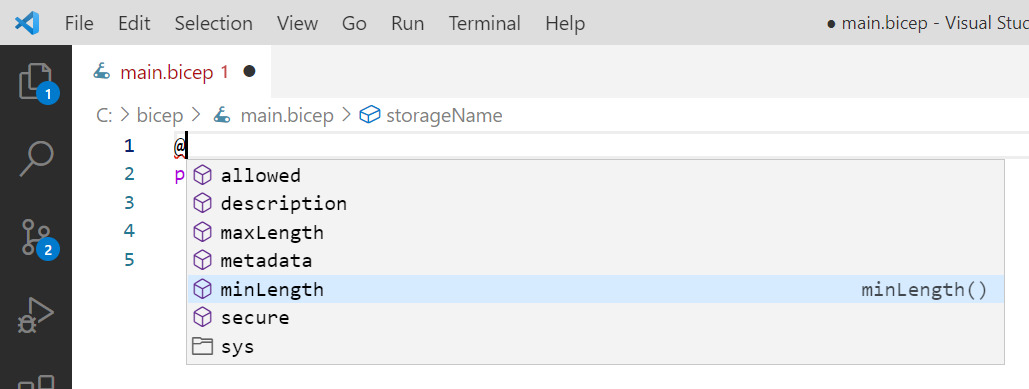 File Edit Selection View Go Run Terminal Help ● main.bicep - Visual Stud
1 main.bicep 1 ●
C: > bicep > main.bicep > storageName
1 @
2 p
allowed
description
3
maxLength
4
metadata
5
minLength minLength()
2
secure
sys